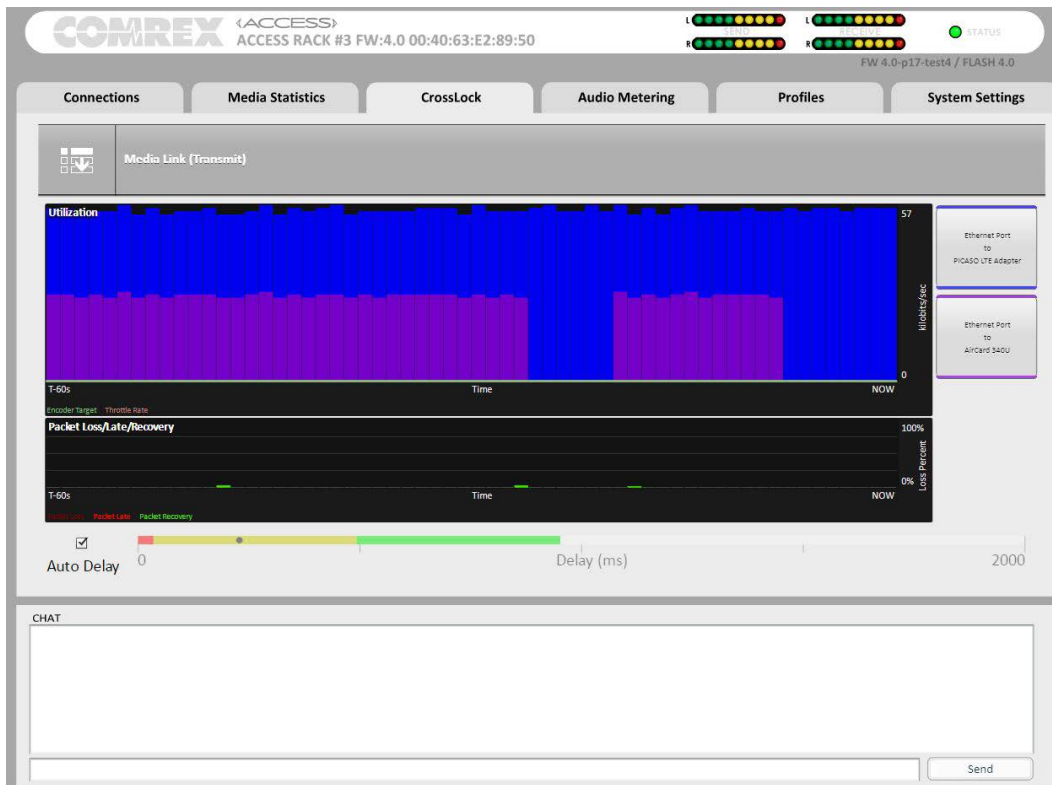 COMREX
ACCESS
ACCESS RACK #3 FW:4.0 00:40:63:E2:89:50
L
R
SEND
L
R
RECEIVE
STATUS
FW 4.0-p17-test4 / FLASH 4.0
Connections
Media Statistics
CrossLock
Audio Metering
Profiles
System Settings
Media Link (Transmit)
Utilization
57
kilobits/sec
0
T-60s
Time
NOW
Encoder Target Throttle Rate
Ethernet Port
to
PICASO LTE Adapter
Ethernet Port
to
AirCard 340U
Packet Loss/Late/Recovery
100%
Loss Percent
0%
T-60s
Time
NOW
Packet Loss Packet Late Packet Recovery
Auto Delay
0
Delay (ms)
2000
CHAT
Send